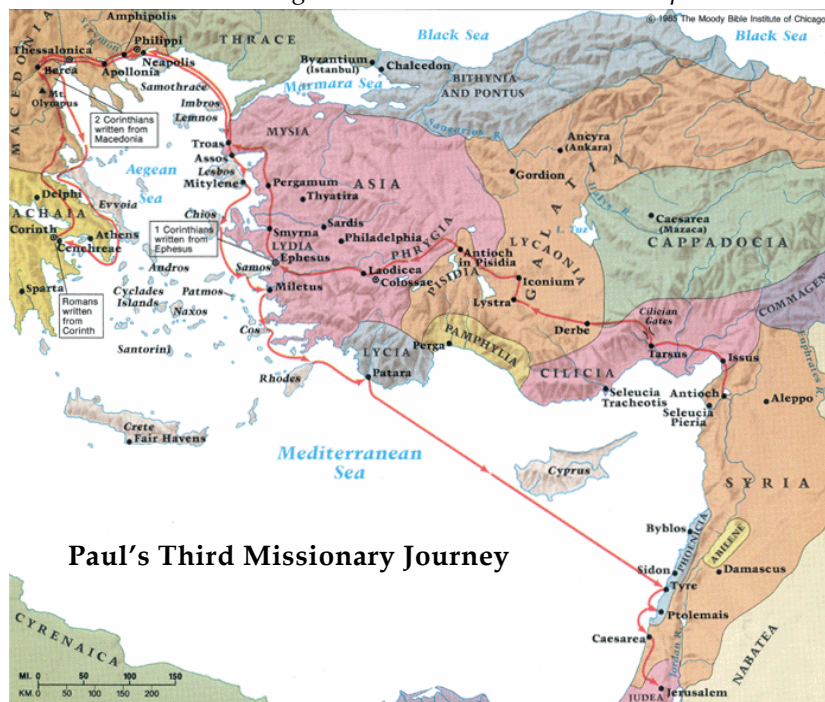 © 1985 The Moody Bible Institute of Chicago
Amphipolis
Philippi
Neapolis
Thessalonica
Berea
Apollonia
Mt.
Olympus
MACEDONIA
THRACE
Black Sea
Black Sea
Byzantium
(İstanbul)
Chalcedon
Marmara Sea
BITHYNIA
AND PONTUS
Sangarius R.
Samothrace
Imbros
Lemnos
2 Corinthians
written from
Macedonia
MYSIA
Troas
Assos
Lesbos
Mitylene
Aegean
Sea
Ancyra
(Ankara)
Gordion
GALATIA
Halys R.
L. Tuz
Caesarea
(Mazaca)
CAPPADOCIA
Pergamum
ASIA
Thyatira
Delphi
Evvoia
ACHAIA
Chios
1 Corinthians
written from
Ephesus
Smyrna
Sardis
LYDIA
Philadelphia
PHRYGIA
Ephesus
Corinth
Athens
Cenchreae
Andros
Samos
Laodicea
Colossae
Antioch
in Pisidia
PISIDIA
LYCAONIA
Iconium
Lystra
Derbe
COMMAGENE
Sparta
Cyclades
Islands
Patmos
Naxos
Miletus
Romans
written
from
Corinth
Santorini
Cos
Rhodes
LYCIA
Patara
Perga
PAMPHYLIA
Cilician
Gates
Tarsus
CILICIA
Issus
Euphrates R.
Seleucia
Tracheotis
Antioch
Seleucia
Pieria
Aleppo
Crete
Fair Havens
Mediterranean
Sea
Cyprus
SYRIA
Byblos
PHOENICIA
ABILENE
Sidon
Damascus
Tyre
Paul's Third Missionary Journey
Ptolemais
Caesarea
Jordan R.
NABATEA
CYRENAICA
MI. 0 50 100 150
KM. 0 50 100 150 200
JUDEA
Jerusalem